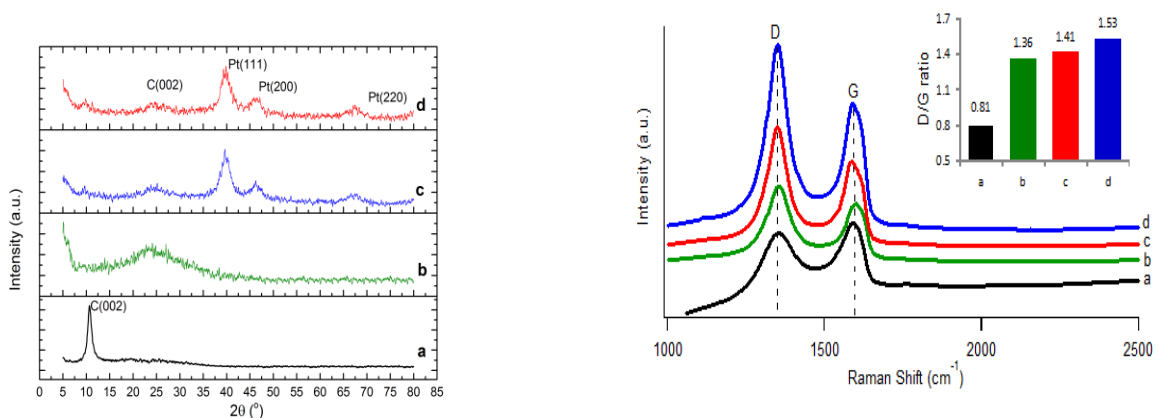 Pt(111)
C(002)
Pt(200)
Pt(220)
d
c
b
C(002)
a
Intensity (a.u.)
0 5 10 15 20 25 30 35 40 45 50 55 60 65 70 75 80 85
2θ (°)
D
G
Intensity (a.u.)
d
c
b
a
1000 1500 2000 2500
Raman Shift (cm⁻¹)
D/G ratio
1.7
1.4
1.1
0.8
0.5
0.81
1.36
1.41
1.53
a b c d